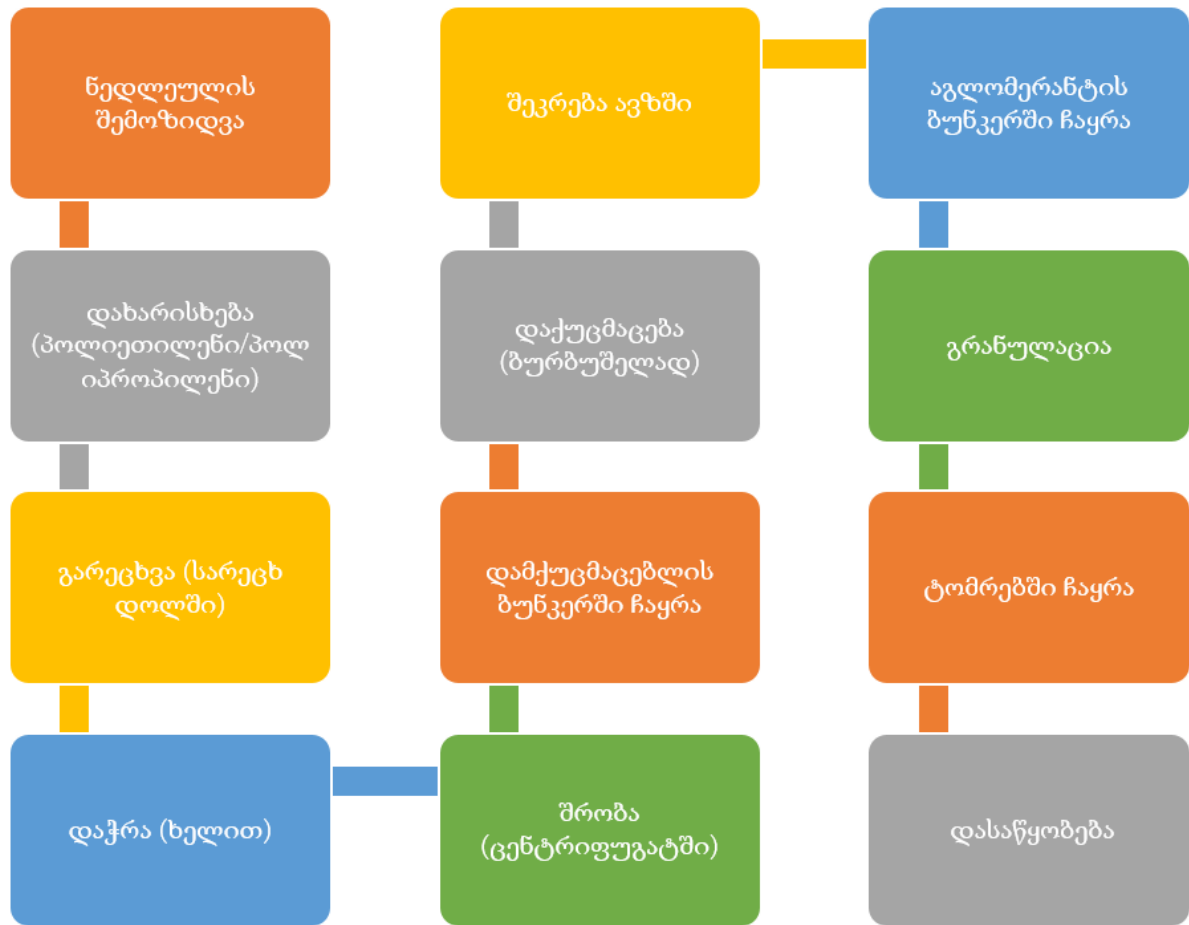 ნედლეულის
შემოზიდვა
დახარისხება
(პოლიეთილენი/პოლ
იპროპილენი)
გარეცხვა (სარეცხ
დოლში)
დაჭრა (ხელით)
შრობა
(ცენტრიფუგატში)
დამქუცმაცებლის
ბუნკერში ჩაყრა
დაქუცმაცება
(ბურბუშელად)
შეკრება ავზში
აგლომერანტის
ბუნკერში ჩაყრა
გრანულაცია
ტომრებში ჩაყრა
დასაწყობება